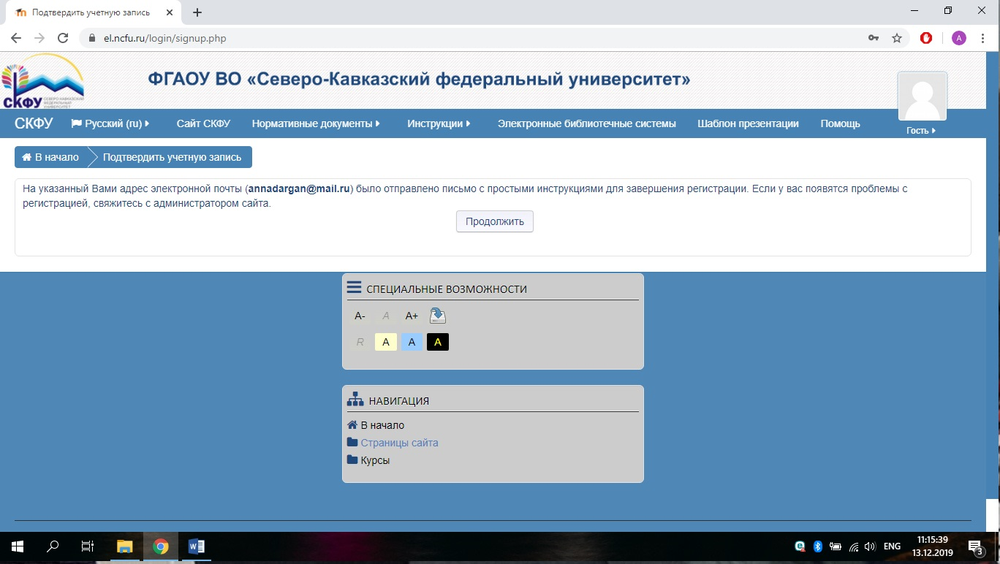 Подтвердить учетную запись
el.ncfu.ru/login/signup.php
A
СКФУ
СЕВЕРО-КАВКАЗСКИЙ
ФЕДЕРАЛЬНЫЙ
УНИВЕРСИТЕТ
ФГАОУ ВО «Северо-Кавказский федеральный университет»
СКФУ Русский (ru) Сайт СКФУ Нормативные документы Инструкции Электронные библиотечные системы Шаблон презентации Помощь
Гость
В начало Подтвердить учетную запись
На указанный Вами адрес электронной почты (annadargan@mail.ru) было отправлено письмо с простыми инструкциями для завершения регистрации. Если у вас появятся проблемы с
регистрацией, свяжитесь с администратором сайта.
Продолжить
СПЕЦИАЛЬНЫЕ ВОЗМОЖНОСТИ
A- A A+
R A A A
НАВИГАЦИЯ
В начало
Страницы сайта
Курсы
ENG
11:15:39
13.12.2019
3